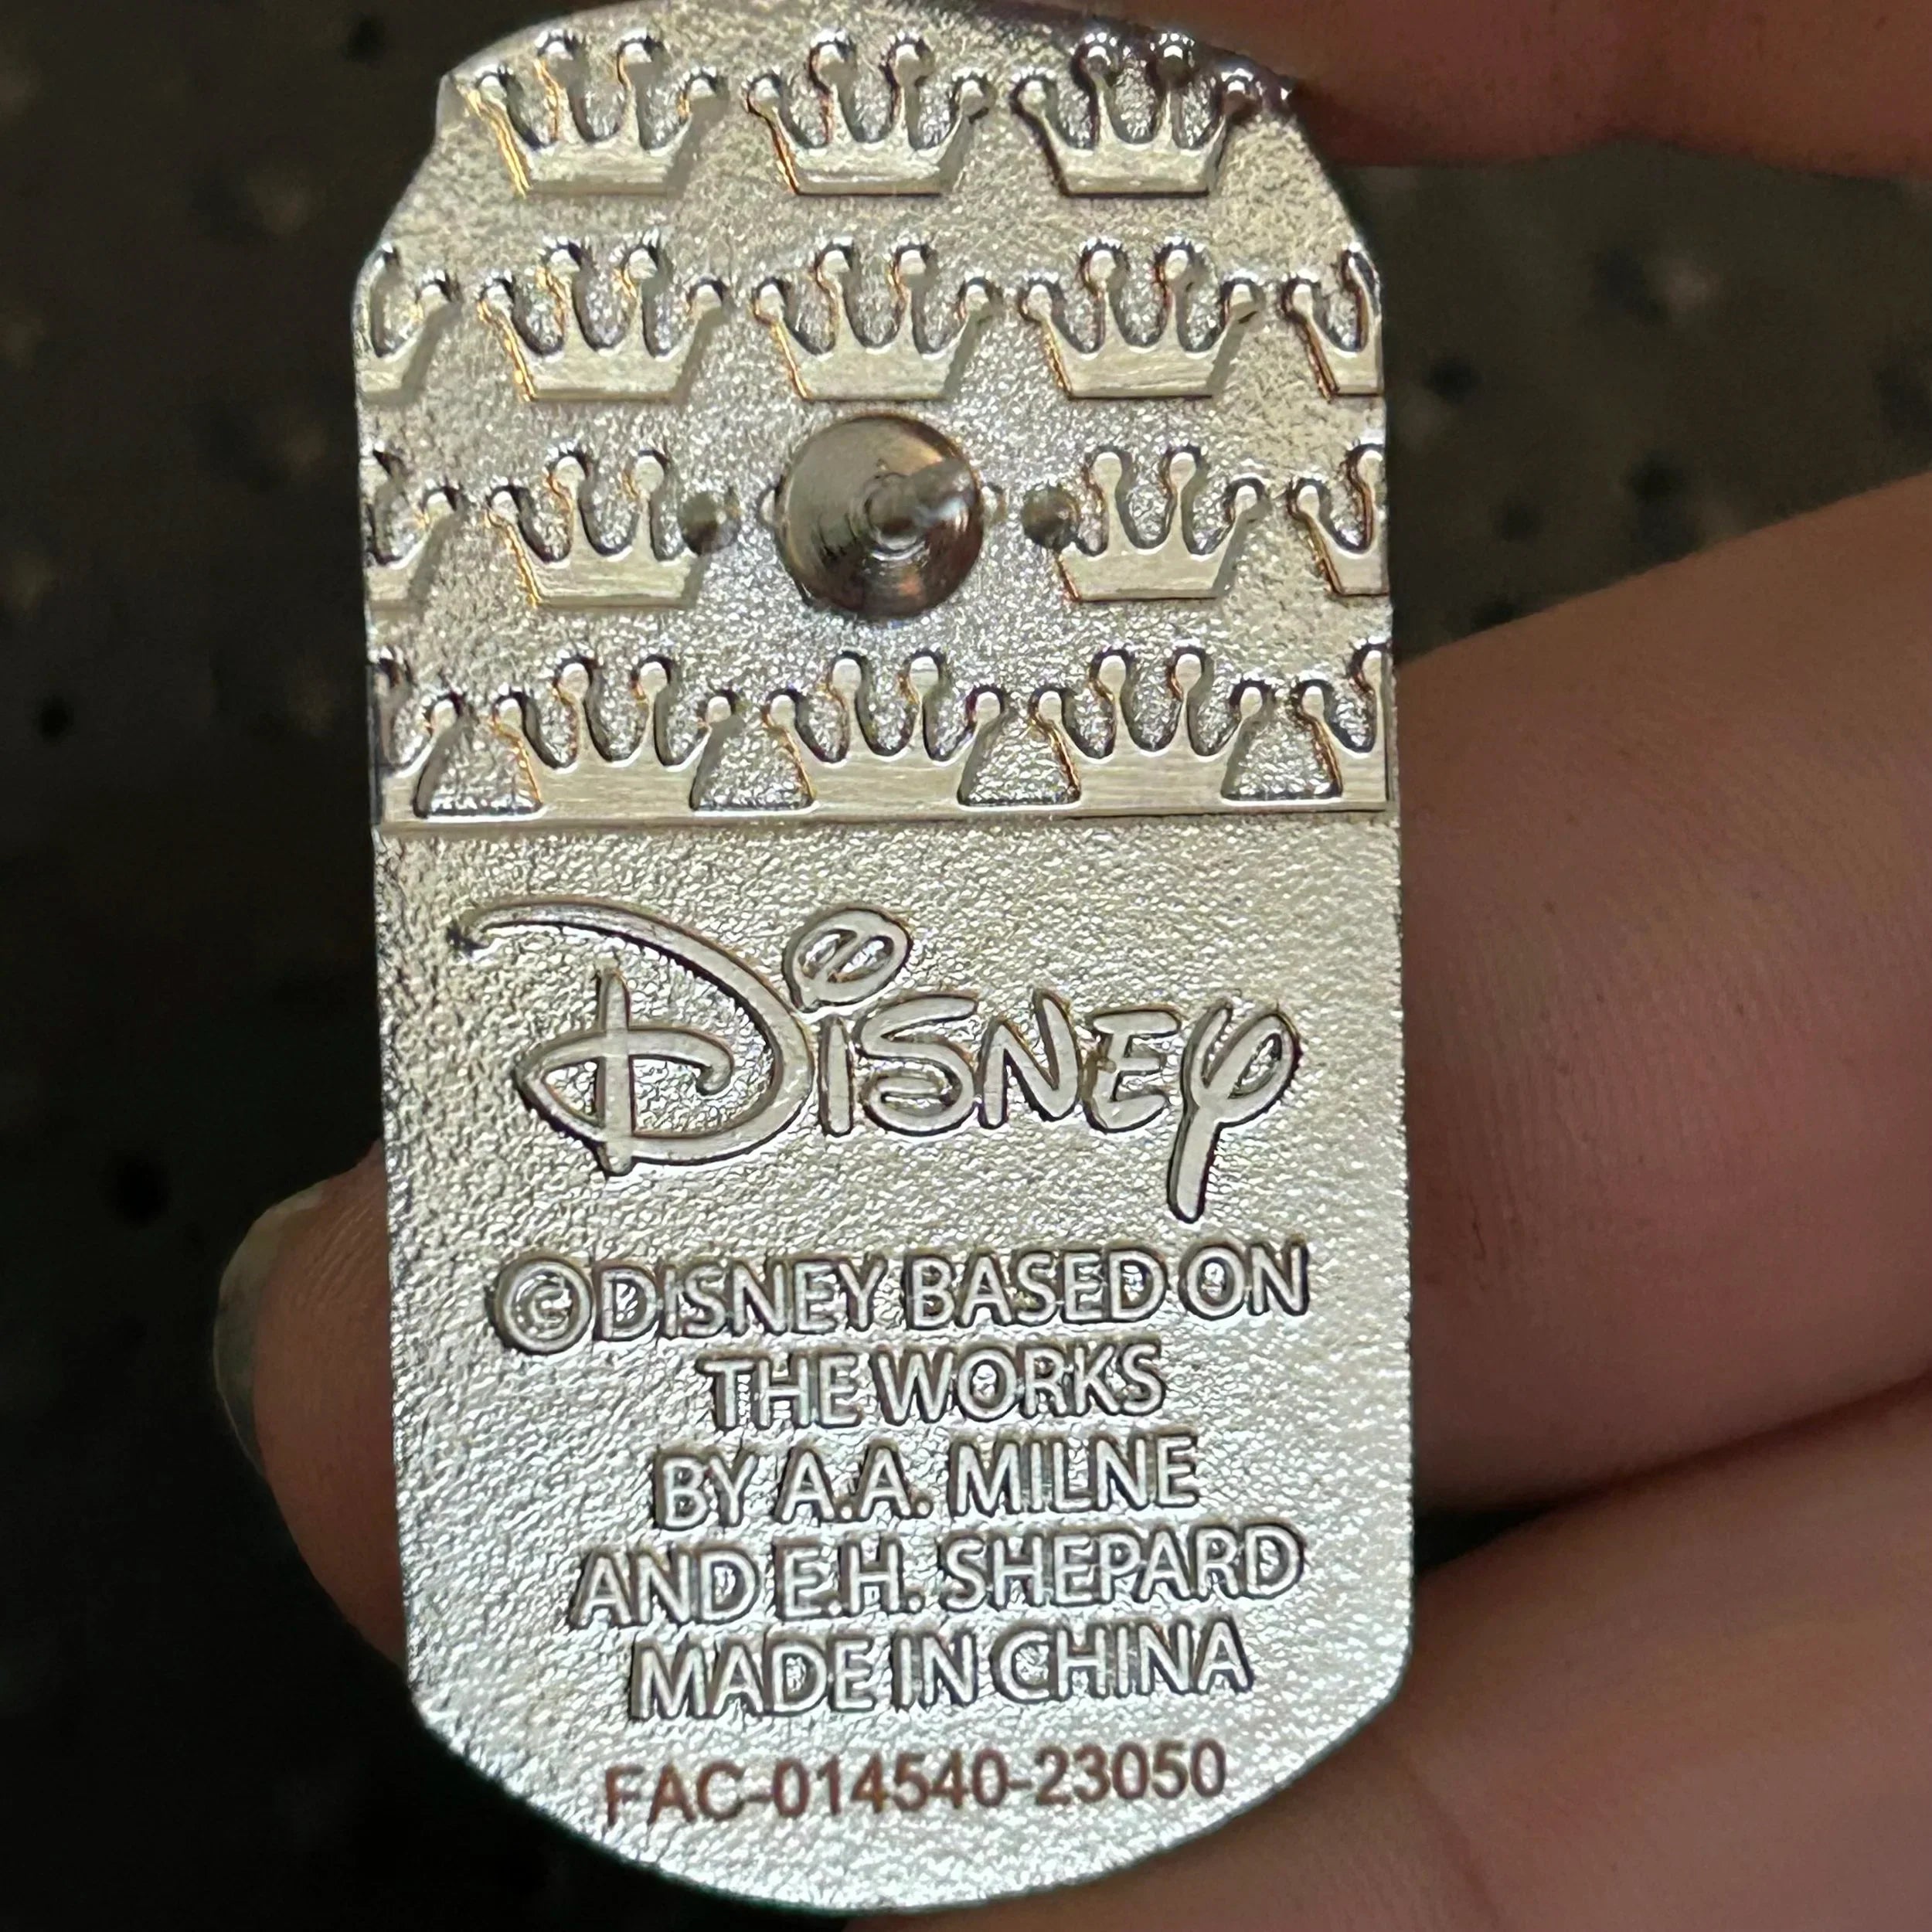 Disney
©DISNEY BASED ON
THE WORKS
BY A.A. MILNE
AND E.H. SHEPARD
MADE IN CHINA
FAC-014540-23050